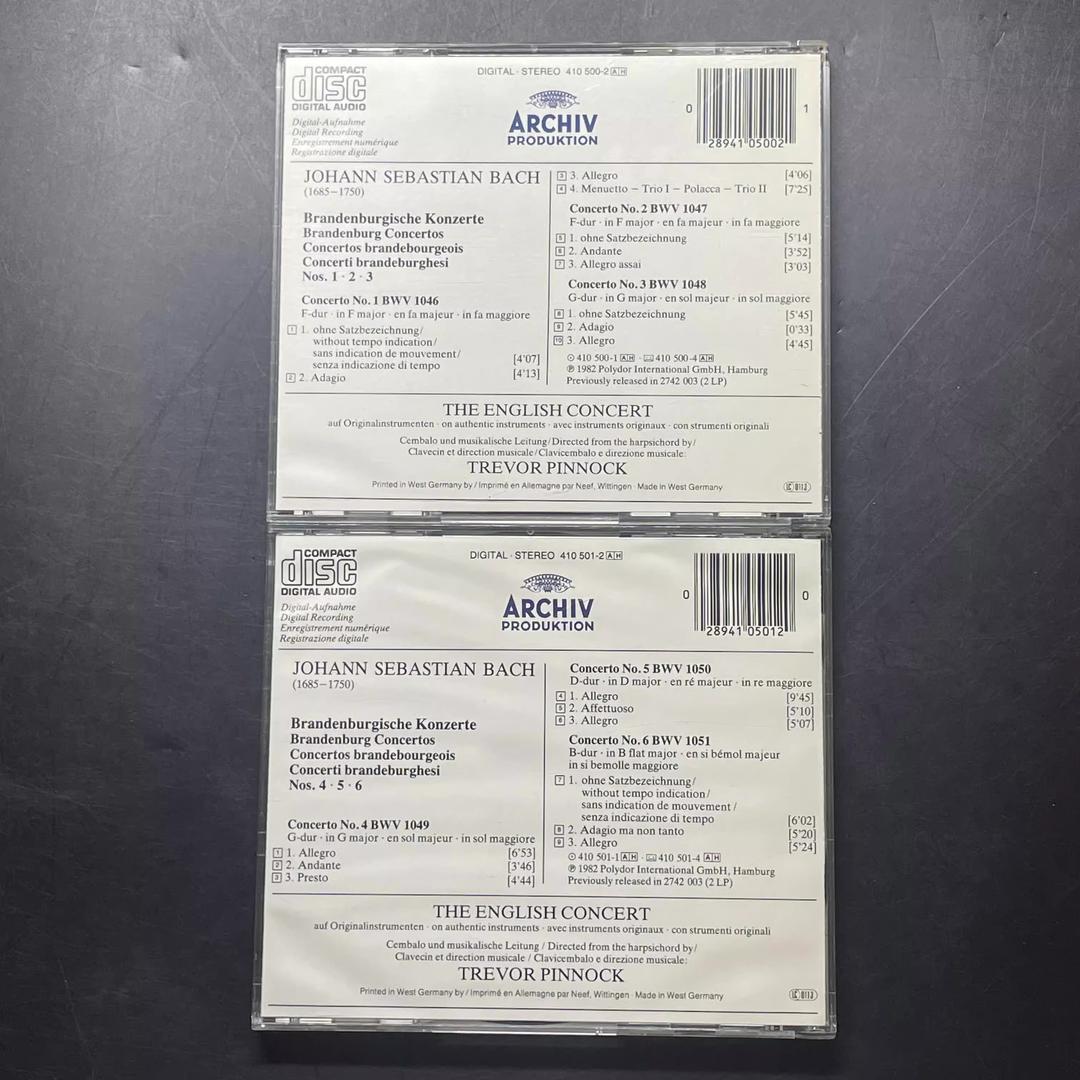 COMPACT
disc
DIGITAL AUDIO
Digital-Aufnahme
Digital Recording
Enregistrement numérique
Registrazione digitale
DIGITAL · STEREO 410 500-2 AH
ARCHIV
PRODUKTION
0 28941 05002 1
JOHANN SEBASTIAN BACH
(1685–1750)
Brandenburgische Konzerte
Brandenburg Concertos
Concertos brandebourgeois
Concerti brandeburghesi
Nos. 1 · 2 · 3
Concerto No. 1 BWV 1046
F-dur · in F major · en fa majeur · in fa maggiore
1 1. ohne Satzbezeichnung/
without tempo indication/
sans indication de mouvement/
senza indicazione di tempo [4'07]
2 2. Adagio [4'13]
3 3. Allegro [4'06]
4 4. Menuetto – Trio I – Polacca – Trio II [7'25]
Concerto No. 2 BWV 1047
F-dur · in F major · en fa majeur · in fa maggiore
5 1. ohne Satzbezeichnung [5'14]
6 2. Andante [3'52]
7 3. Allegro assai [3'03]
Concerto No. 3 BWV 1048
G-dur · in G major · en sol majeur · in sol maggiore
8 1. ohne Satzbezeichnung [5'45]
9 2. Adagio [0'33]
10 3. Allegro [4'45]
410 500-1 AH · 410 500-4 AH
℗ 1982 Polydor International GmbH, Hamburg
Previously released in 2742 003 (2 LP)
THE ENGLISH CONCERT
auf Originalinstrumenten · on authentic instruments · avec instruments originaux · con strumenti originali
Cembalo und musikalische Leitung/Directed from the harpsichord by/
Clavecin et direction musicale/Clavicembalo e direzione musicale:
TREVOR PINNOCK
Printed in West Germany by/Imprimé en Allemagne par Neef, Wittingen · Made in West Germany
LC 0113
COMPACT
disc
DIGITAL AUDIO
Digital-Aufnahme
Digital Recording
Enregistrement numérique
Registrazione digitale
DIGITAL · STEREO 410 501-2 AH
ARCHIV
PRODUKTION
0 28941 05012 0
JOHANN SEBASTIAN BACH
(1685–1750)
Brandenburgische Konzerte
Brandenburg Concertos
Concertos brandebourgeois
Concerti brandeburghesi
Nos. 4 · 5 · 6
Concerto No. 4 BWV 1049
G-dur · in G major · en sol majeur · in sol maggiore
1 1. Allegro [6'53]
2 2. Andante [3'46]
3 3. Presto [4'44]
Concerto No. 5 BWV 1050
D-dur · in D major · en ré majeur · in re maggiore
4 1. Allegro [9'45]
5 2. Affettuoso [5'10]
6 3. Allegro [5'07]
Concerto No. 6 BWV 1051
B-dur · in B flat major · en si bémol majeur
in si bemolle maggiore
7 1. ohne Satzbezeichnung/
without tempo indication/
sans indication de mouvement/
senza indicazione di tempo [6'02]
8 2. Adagio ma non tanto [5'20]
9 3. Allegro [5'24]
410 501-1 AH · 410 501-4 AH
℗ 1982 Polydor International GmbH, Hamburg
Previously released in 2742 003 (2 LP)
THE ENGLISH CONCERT
auf Originalinstrumenten · on authentic instruments · avec instruments originaux · con strumenti originali
Cembalo und musikalische Leitung / Directed from the harpsichord by/
Clavecin et direction musicale / Clavicembalo e direzione musicale:
TREVOR PINNOCK
Printed in West Germany by / Imprimé en Allemagne par Neef, Wittingen · Made in West Germany
LC 0113